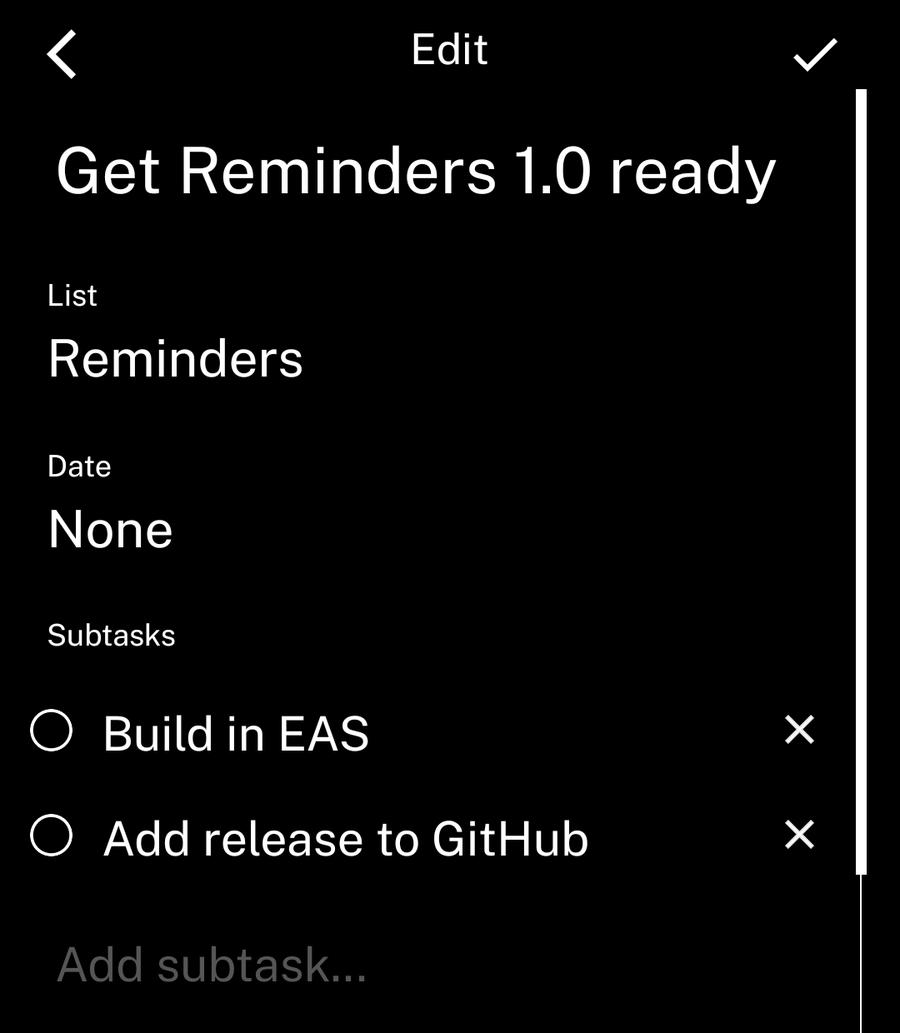 Edit
Get Reminders 1.0 ready
List
Reminders
Date
None
Subtasks
Build in EAS
Add release to GitHub
Add subtask...